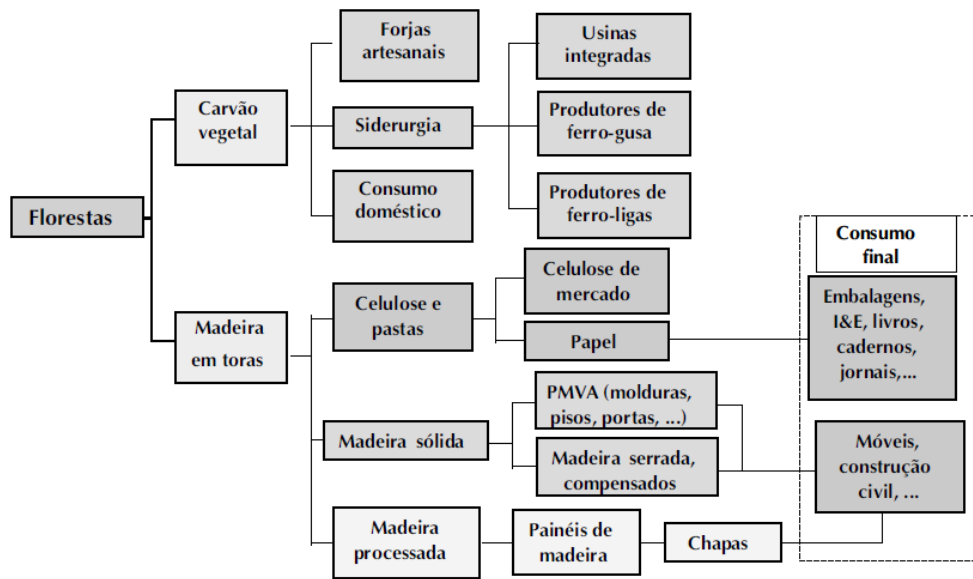 Forjas
artesanais
Usinas
integradas
Carvão
vegetal
Siderurgia
Produtores de
ferro-gusa
Consumo
doméstico
Produtores de
ferro-ligas
Florestas
Consumo
final
Celulose de
mercado
Celulose e
pastas
Papel
Embalagens,
I&E, livros,
cadernos,
jornais,...
Madeira
em toras
PMVA (molduras,
pisos, portas, ...)
Madeira sólida
Madeira serrada,
compensados
Móveis,
construção
civil, ...
Madeira
processada
Painéis de
madeira
Chapas